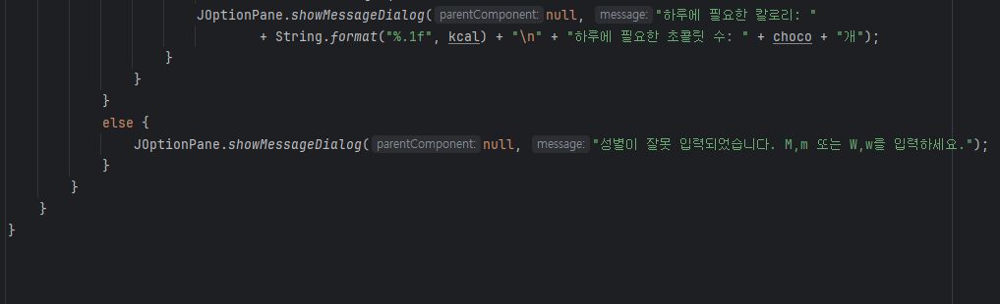 JOptionPane.showMessageDialog( parentComponent: null, message: "하루에 필요한 칼로리: "
+ String.format("%.1f", kcal) + "\n" + "하루에 필요한 초콜릿 수: " + choco + "개");
}
}
}
else {
JOptionPane.showMessageDialog( parentComponent: null, message: "성별이 잘못 입력되었습니다. M,m 또는 W,w를 입력하세요.");
}
}
}
}